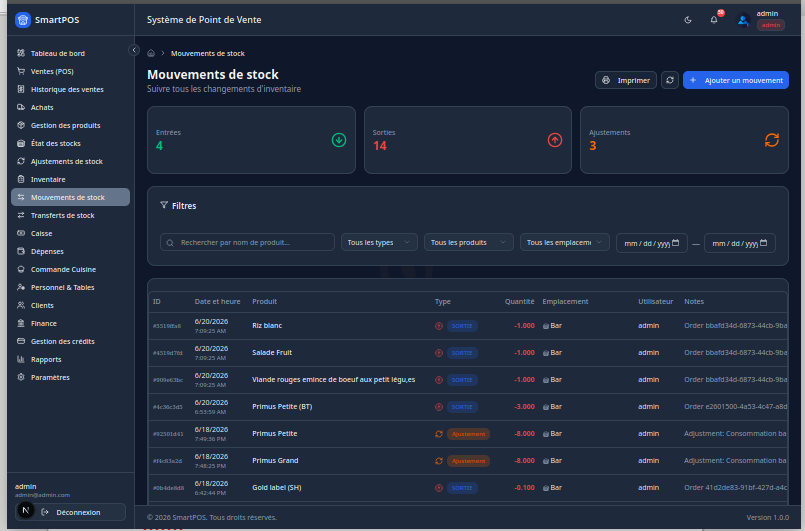 SmartPOS
Système de Point de Vente
admin
admin
Tableau de bord
Ventes (POS)
Historique des ventes
Achats
Gestion des produits
État des stocks
Ajustements de stock
Inventaire
Mouvements de stock
Transferts de stock
Caisse
Dépenses
Commande Cuisine
Personnel & Tables
Clients
Finance
Gestion des crédits
Rapports
Paramètres
admin
admin@admin.com
N
Déconnexion
Mouvements de stock
Mouvements de stock
Suivre tous les changements d'inventaire
Imprimer
Ajouter un mouvement
Entrées
4
Sorties
14
Ajustements
3
Filtres
Rechercher par nom de produit...
Tous les types
Tous les produits
Tous les emplacem
mm/dd/yyyy
—
mm/dd/yyyy
ID Date et heure Produit Type Quantité Emplacement Utilisateur Notes
6/20/2026
7:09:25 AM
Riz blanc SORTIE -1.000 Bar admin Order bbafd34d-6873-44cb-9ba
6/20/2026
7:09:25 AM
Salade Fruit SORTIE -1.000 Bar admin Order bbafd34d-6873-44cb-9ba
6/20/2026
7:09:25 AM
Viande rouges emince de boeuf aux petit légu,es SORTIE -1.000 Bar admin Order bbafd34d-6873-44cb-9ba
6/20/2026
6:53:59 AM
Primus Petite (BT) SORTIE -3.000 Bar admin Order e2601500-4a53-4c47-a8d
6/18/2026
7:49:36 PM
Primus Petite Ajustement -8.000 Bar admin Adjustment: Consommation ba
6/18/2026
7:48:25 PM
Primus Grand Ajustement -8.000 Bar admin Adjustment: Consommation ba
6/18/2026
6:42:44 PM
Gold label (SH) SORTIE -0.100 Bar admin Order 41d2de83-91bf-427d-a4c
© 2026 SmartPOS. Tous droits réservés.
Version 1.0.0